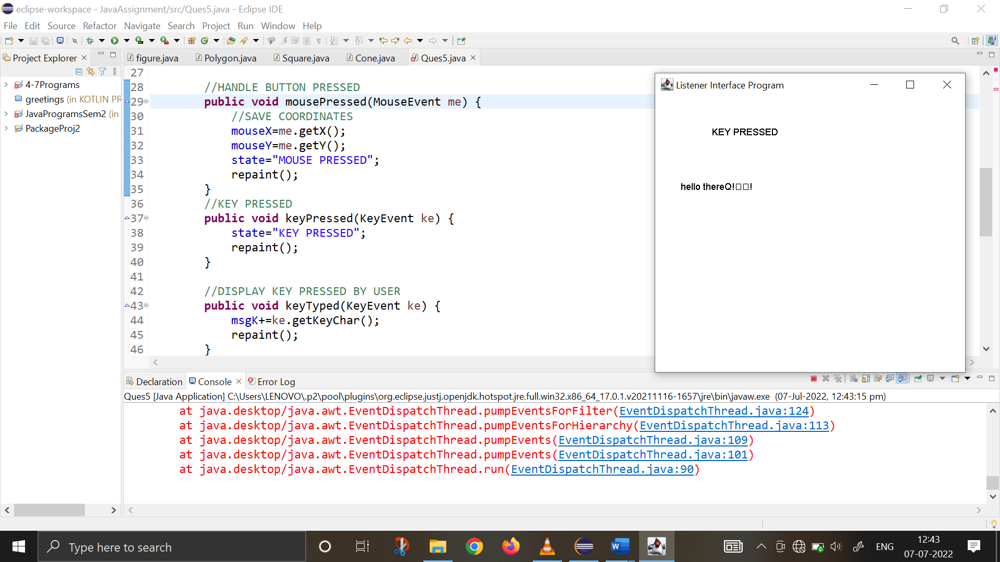 eclipse-workspace - JavaAssignment/src/Ques5.java - Eclipse IDE
File Edit Source Refactor Navigate Search Project Run Window Help
Project Explorer
4-7Programs
greetings (in KOTLIN PR
JavaProgramsSem2 (in
PackageProj2
figure.java Polygon.java Square.java Cone.java Ques5.java
27
28 //HANDLE BUTTON PRESSED
29 public void mousePressed(MouseEvent me) {
30 //SAVE COORDINATES
31 mouseX=me.getX();
32 mouseY=me.getY();
33 state="MOUSE PRESSED";
34 repaint();
35 }
36 //KEY PRESSED
37 public void keyPressed(KeyEvent ke) {
38 state="KEY PRESSED";
39 repaint();
40 }
41
42 //DISPLAY KEY PRESSED BY USER
43 public void keyTyped(KeyEvent ke) {
44 msgK+=ke.getKeyChar();
45 repaint();
46 }
Listener Interface Program
KEY PRESSED
hello thereQ!▯▯!
Declaration Console Error Log
Ques5 [Java Application] C:\Users\LENOVO\.p2\pool\plugins\org.eclipse.justj.openjdk.hotspot.jre.full.win32.x86_64_17.0.1.v20211116-1657\jre\bin\javaw.exe (07-Jul-2022, 12:43:15 pm)
at java.desktop/java.awt.EventDispatchThread.pumpEventsForFilter(EventDispatchThread.java:124)
at java.desktop/java.awt.EventDispatchThread.pumpEventsForHierarchy(EventDispatchThread.java:113)
at java.desktop/java.awt.EventDispatchThread.pumpEvents(EventDispatchThread.java:109)
at java.desktop/java.awt.EventDispatchThread.pumpEvents(EventDispatchThread.java:101)
at java.desktop/java.awt.EventDispatchThread.run(EventDispatchThread.java:90)
Type here to search
ENG
12:43
07-07-2022